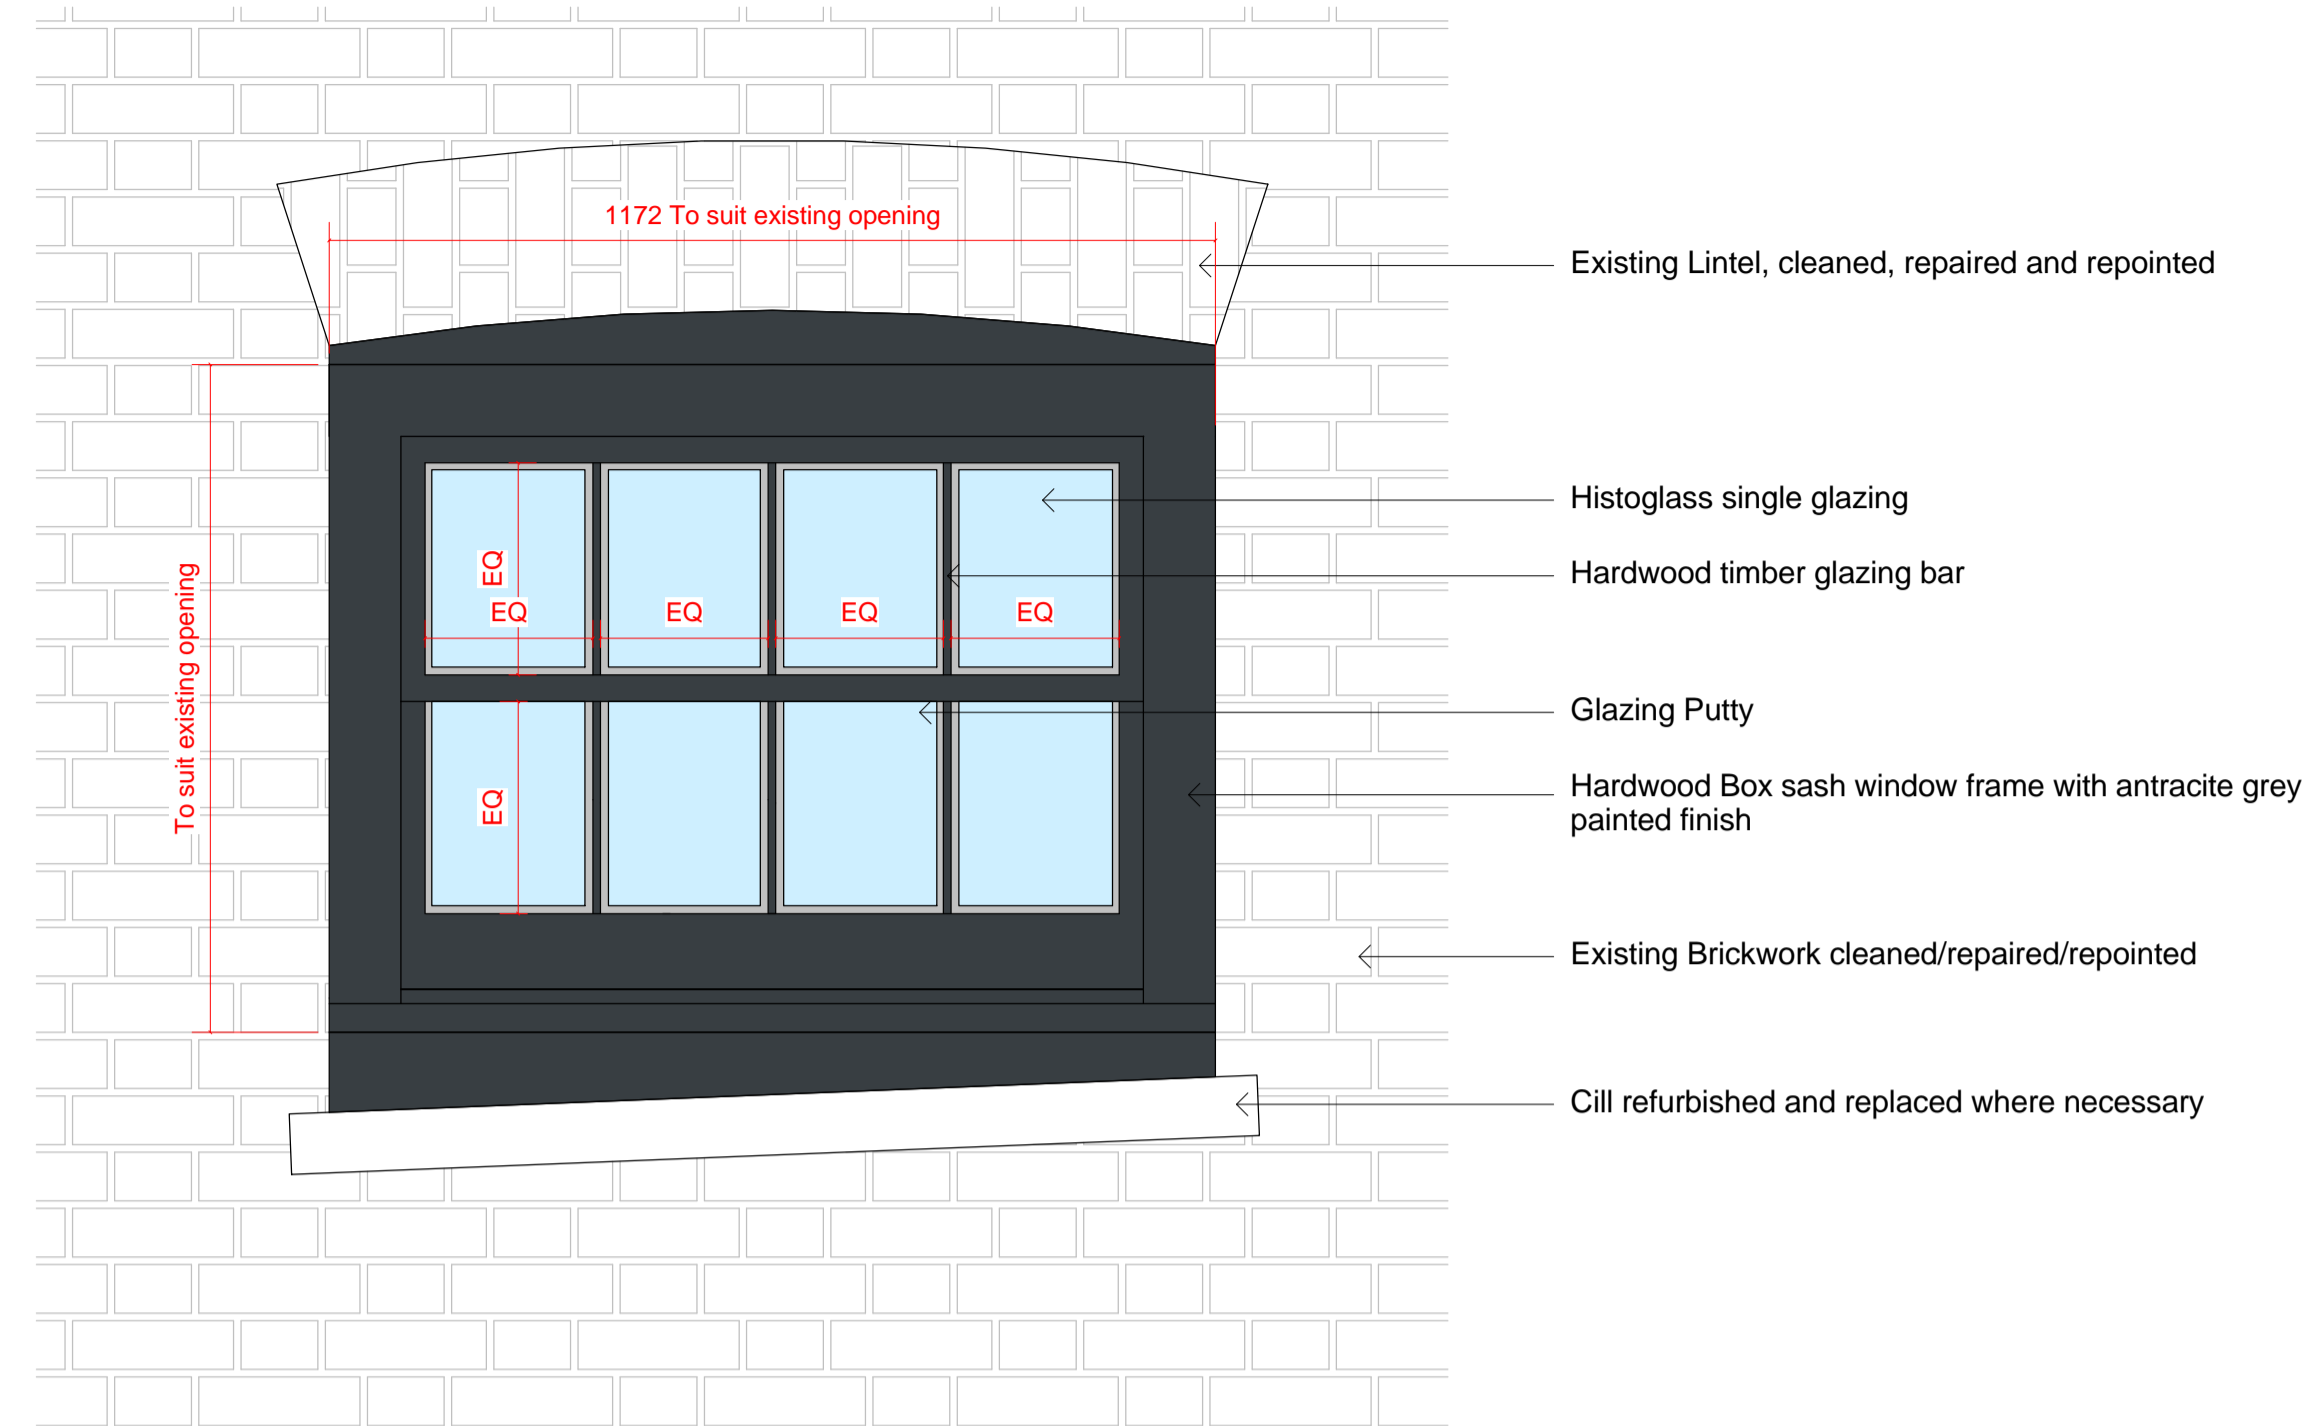 1172 To suit existing opening
Existing Lintel, cleaned, repaired and repointed
Histoglass single glazing
Hardwood timber glazing bar
EQ
EQ
EQ
EQ
EQ
To suit existing opening
Glazing Putty
EQ
Hardwood Box sash window frame with antracite grey
painted finish
Existing Brickwork cleaned/repaired/repointed
Cill refurbished and replaced where necessary